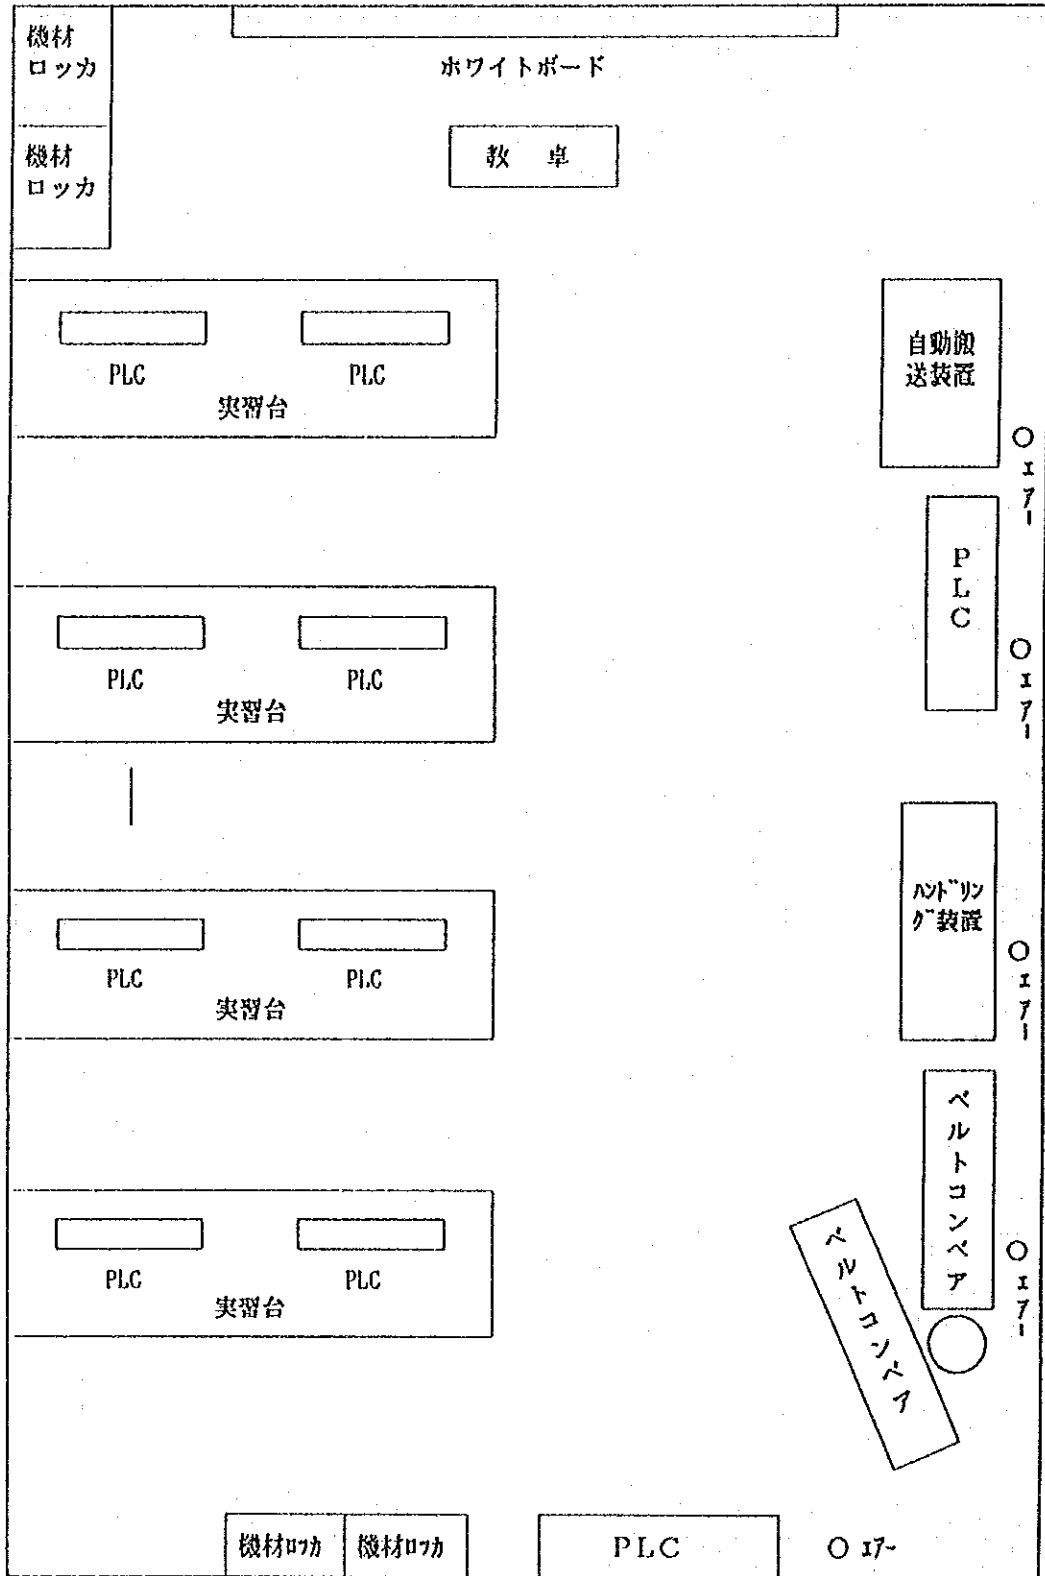 機材
ロッカ
ホワイトボード
機材
ロッカ
教 卓
PLC
PLC
実習台
自動搬
送装置
エアー
PLC
エアー
PLC
PLC
実習台
ハンドリン
グ装置
エアー
PLC
PLC
実習台
ベルトコンベア
エアー
ベルトコンベア
PLC
PLC
実習台
機材ロッカ
機材ロッカ
PLC
エアー